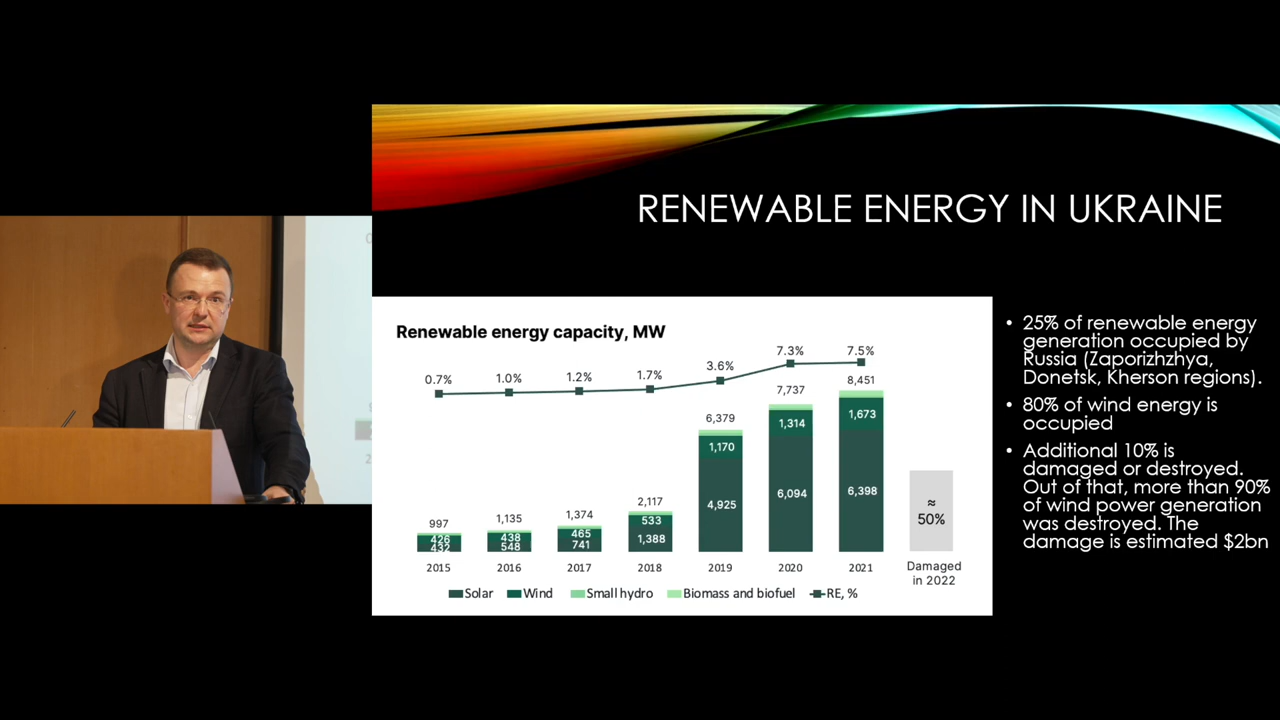 RENEWABLE ENERGY IN UKRAINE
Renewable energy capacity, MW
0.7%
1.0%
1.2%
1.7%
3.6%
7.3%
7.5%
997
1,135
1,374
2,117
6,379
7,737
8,451
426
438
465
533
1,170
1,314
1,673
432
548
741
1,388
4,925
6,094
6,398
≈
50%
2015
2016
2017
2018
2019
2020
2021
Damaged
in 2022
Solar
Wind
Small hydro
Biomass and biofuel
RE, %
• 25% of renewable energy
generation occupied by
Russia (Zaporizhzhya,
Donetsk, Kherson regions).
• 80% of wind energy is
occupied
• Additional 10% is
damaged or destroyed.
Out of that, more than 90%
of wind power generation
was destroyed. The
damage is estimated $2bn